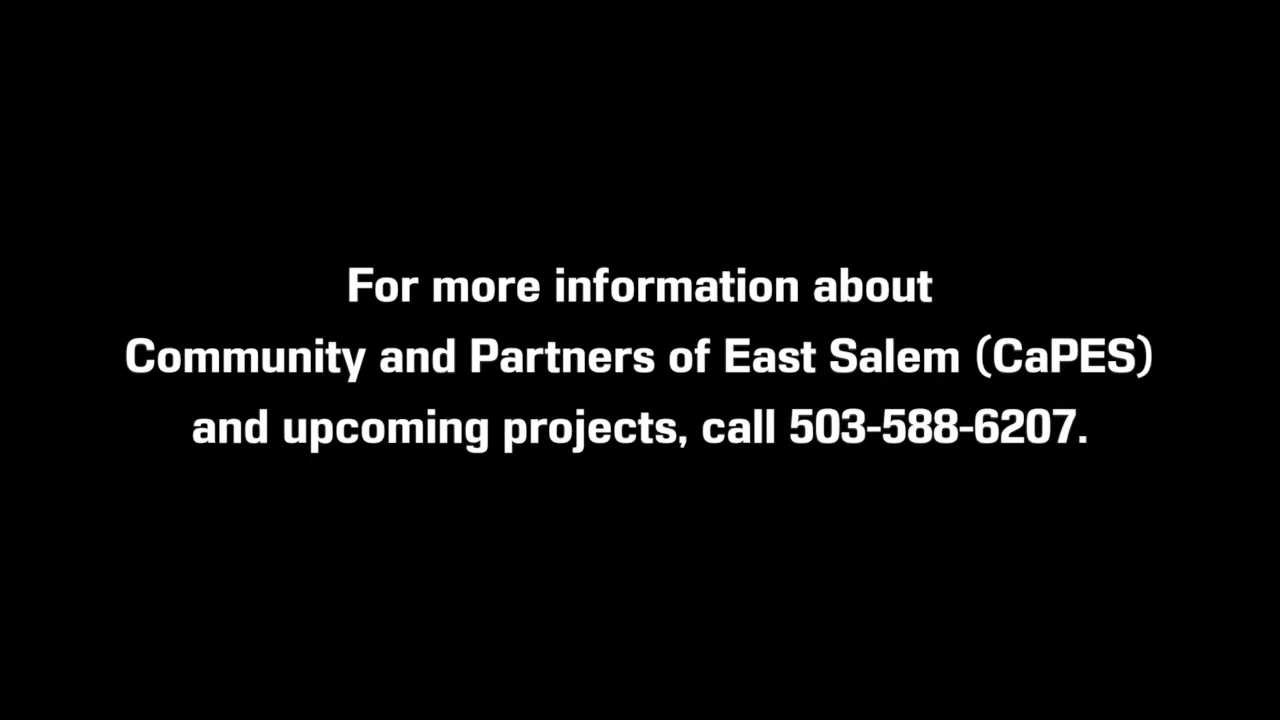 For more information about
Community and Partners of East Salem (CaPES)
and upcoming projects, call 503-588-6207.